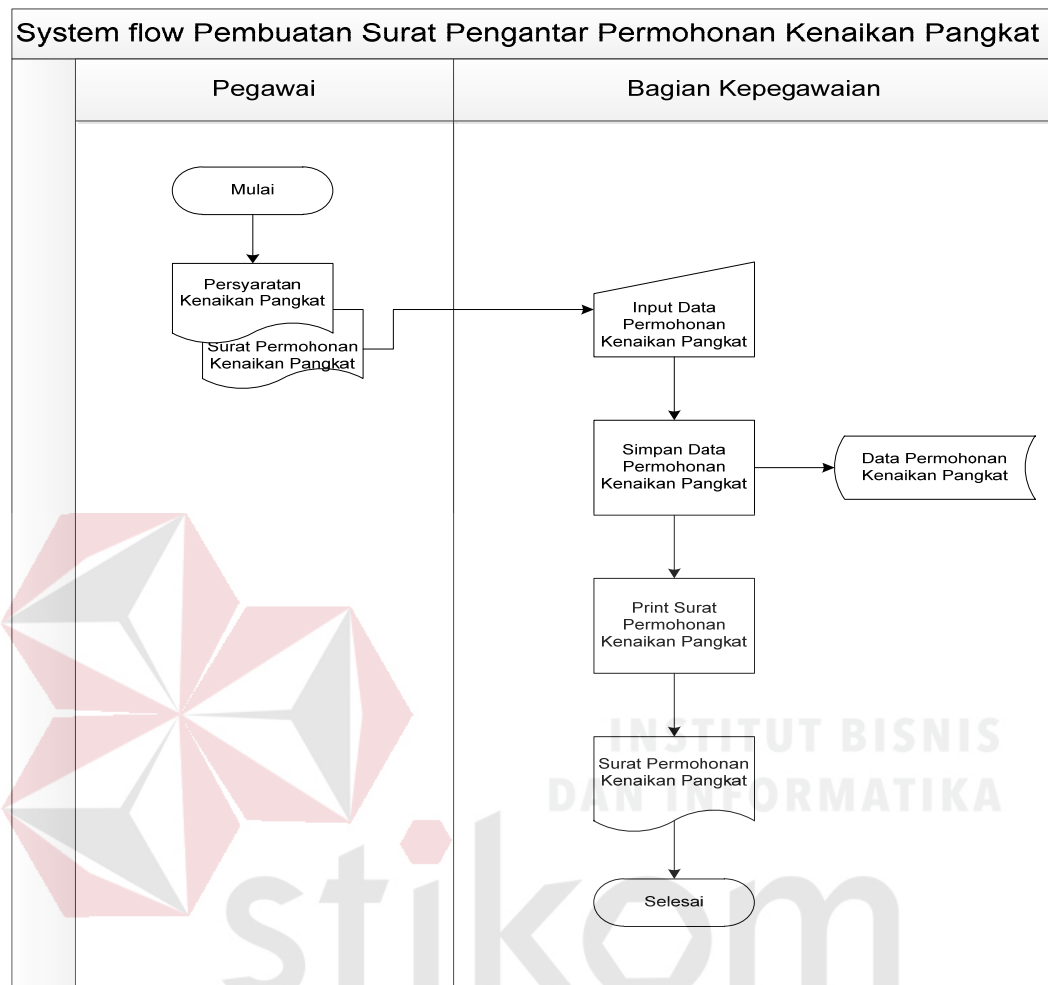 System flow Pembuatan Surat Pengantar Permohonan Kenaikan Pangkat
Pegawai
Bagian Kepegawaian
Mulai
Persyaratan
Kenaikan Pangkat
Surat Permohonan
Kenaikan Pangkat
Input Data
Permohonan
Kenaikan Pangkat
Simpan Data
Permohonan
Kenaikan Pangkat
Data Permohonan
Kenaikan Pangkat
Print Surat
Permohonan
Kenaikan Pangkat
Surat Permohonan
Kenaikan Pangkat
Selesai
INSTITUT BISNIS
DAN INFORMATIKA
stikom